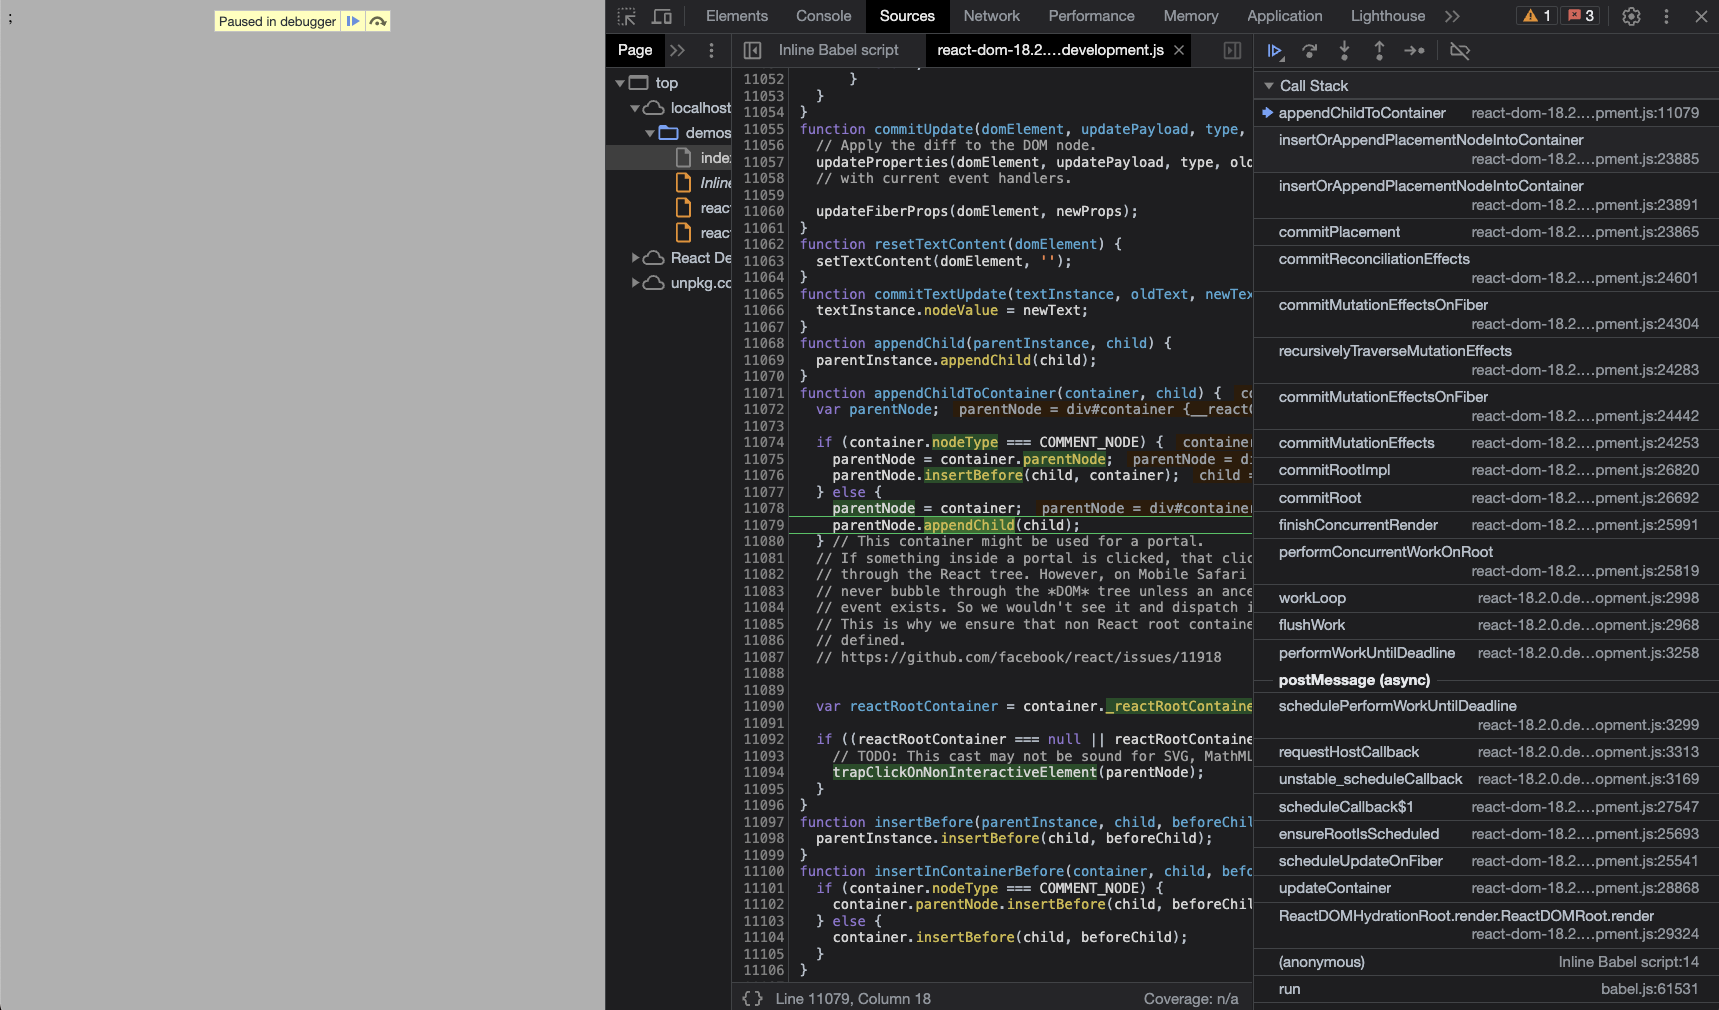 ;
Paused in debugger
Elements
Console
Sources
Network
Performance
Memory
Application
Lighthouse
1
3
Page
Inline Babel script
react-dom-18.2....development.js
top
localhost
demos
inde
Inline
react
react
React De
unpkg.co
11052 }
11053 }
11054 }
11055 function commitUpdate(domElement, updatePayload, type,
11056 // Apply the diff to the DOM node.
11057 updateProperties(domElement, updatePayload, type, old
11058 // with current event handlers.
11059
11060 updateFiberProps(domElement, newProps);
11061 }
11062 function resetTextContent(domElement) {
11063 setTextContent(domElement, '');
11064 }
11065 function commitTextUpdate(textInstance, oldText, newTex
11066 textInstance.nodeValue = newText;
11067 }
11068 function appendChild(parentInstance, child) {
11069 parentInstance.appendChild(child);
11070 }
11071 function appendChildToContainer(container, child) { co
11072 var parentNode; parentNode = div#container {__reactC
11073
11074 if (container.nodeType === COMMENT_NODE) { container
11075 parentNode = container.parentNode; parentNode = di
11076 parentNode.insertBefore(child, container); child =
11077 } else {
11078 parentNode = container; parentNode = div#container
11079 parentNode.appendChild(child);
11080 } // This container might be used for a portal.
11081 // If something inside a portal is clicked, that clic
11082 // through the React tree. However, on Mobile Safari
11083 // never bubble through the *DOM* tree unless an ance
11084 // event exists. So we wouldn't see it and dispatch i
11085 // This is why we ensure that non React root containe
11086 // defined.
11087 // https://github.com/facebook/react/issues/11918
11088
11089
11090 var reactRootContainer = container._reactRootContaine
11091
11092 if ((reactRootContainer === null || reactRootContaine
11093 // TODO: This cast may not be sound for SVG, MathML
11094 trapClickOnNonInteractiveElement(parentNode);
11095 }
11096 }
11097 function insertBefore(parentInstance, child, beforeChil
11098 parentInstance.insertBefore(child, beforeChild);
11099 }
11100 function insertInContainerBefore(container, child, befo
11101 if (container.nodeType === COMMENT_NODE) {
11102 container.parentNode.insertBefore(child, beforeChil
11103 } else {
11104 container.insertBefore(child, beforeChild);
11105 }
11106 }
{} Line 11079, Column 18
Coverage: n/a
Call Stack
appendChildToContainer react-dom-18.2....pment.js:11079
insertOrAppendPlacementNodeIntoContainer
react-dom-18.2....pment.js:23885
insertOrAppendPlacementNodeIntoContainer
react-dom-18.2....pment.js:23891
commitPlacement react-dom-18.2....pment.js:23865
commitReconciliationEffects
react-dom-18.2....pment.js:24601
commitMutationEffectsOnFiber
react-dom-18.2....pment.js:24304
recursivelyTraverseMutationEffects
react-dom-18.2....pment.js:24283
commitMutationEffectsOnFiber
react-dom-18.2....pment.js:24442
commitMutationEffects react-dom-18.2....pment.js:24253
commitRootImpl react-dom-18.2....pment.js:26820
commitRoot react-dom-18.2....pment.js:26692
finishConcurrentRender react-dom-18.2....pment.js:25991
performConcurrentWorkOnRoot
react-dom-18.2....pment.js:25819
workLoop react-18.2.0.de...opment.js:2998
flushWork react-18.2.0.de...opment.js:2968
performWorkUntilDeadline react-18.2.0.de...opment.js:3258
postMessage (async)
schedulePerformWorkUntilDeadline
react-18.2.0.de...opment.js:3299
requestHostCallback react-18.2.0.de...opment.js:3313
unstable_scheduleCallback react-18.2.0.de...opment.js:3169
scheduleCallback$1 react-dom-18.2....pment.js:27547
ensureRootIsScheduled react-dom-18.2....pment.js:25693
scheduleUpdateOnFiber react-dom-18.2....pment.js:25541
updateContainer react-dom-18.2....pment.js:28868
ReactDOMHydrationRoot.render.ReactDOMRoot.render
react-dom-18.2....pment.js:29324
(anonymous) Inline Babel script:14
run babel.js:61531